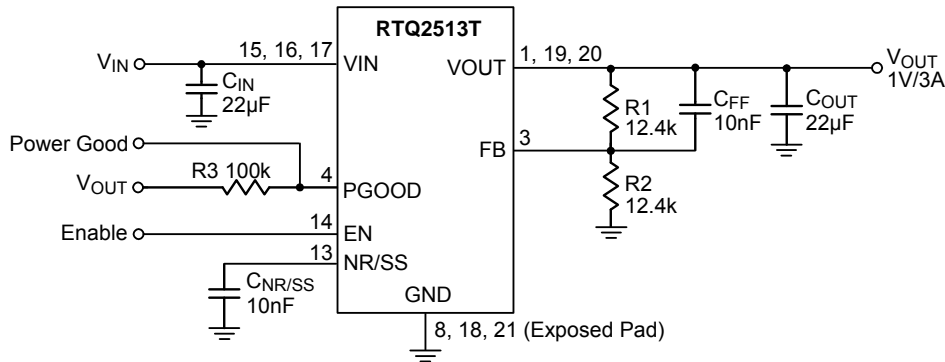 RTQ2513T
VIN
15, 16, 17
VIN
CIN
22µF
VOUT
1, 19, 20
VOUT
1V/3A
R1
12.4k
CFF
10nF
COUT
22µF
FB
3
R2
12.4k
Power Good
VOUT
R3 100k
4
PGOOD
Enable
14
EN
13
NR/SS
CNR/SS
10nF
GND
8, 18, 21 (Exposed Pad)